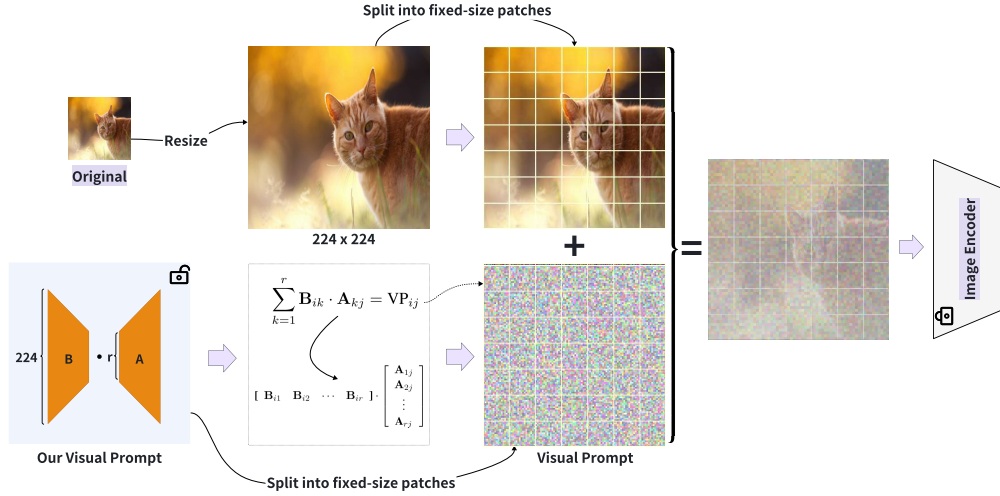 Split into fixed-size patches
Resize
Original
224 x 224
+
=
Image Encoder
224
B
•
r
A
Our Visual Prompt
\sum_{k=1}^{r} B_{ik} · A_{kj} = VP_{ij}
[ B_{i1} B_{i2} ⋯ B_{ir} ] ·
A_{1j}
A_{2j}
⋮
A_{rj}
Visual Prompt
Split into fixed-size patches